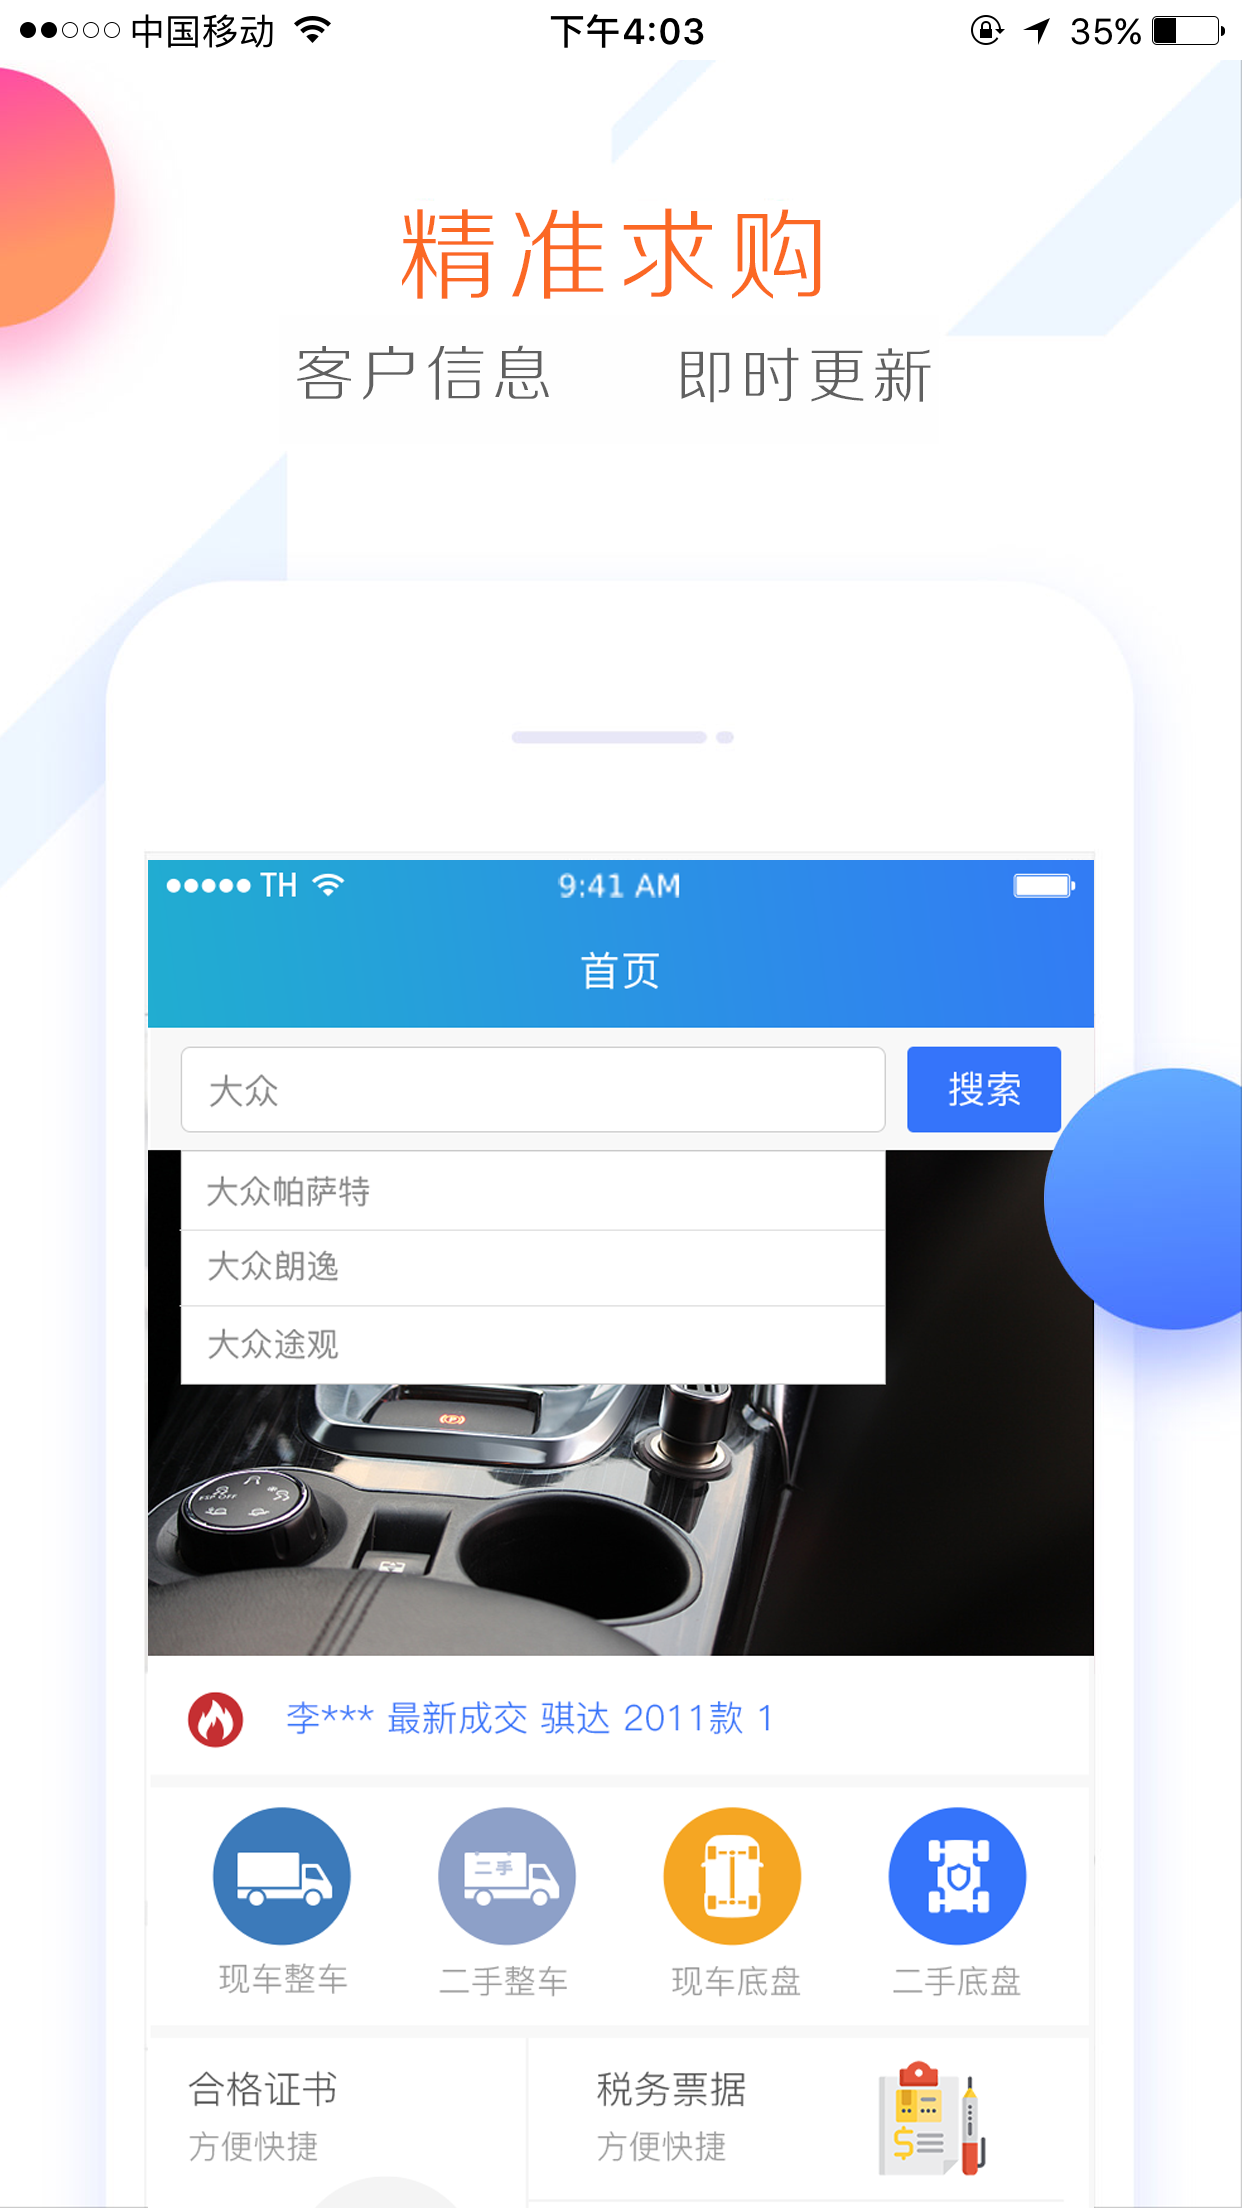 中国移动 下午4:03 35%
精准求购
客户信息 即时更新
TH 9:41 AM
首页
大众 搜索
大众帕萨特
大众朗逸
大众途观
ESP OFF
李*** 最新成交 骐达 2011款 1
二手
现车整车 二手整车 现车底盘 二手底盘
合格证书 税务票据
方便快捷 方便快捷